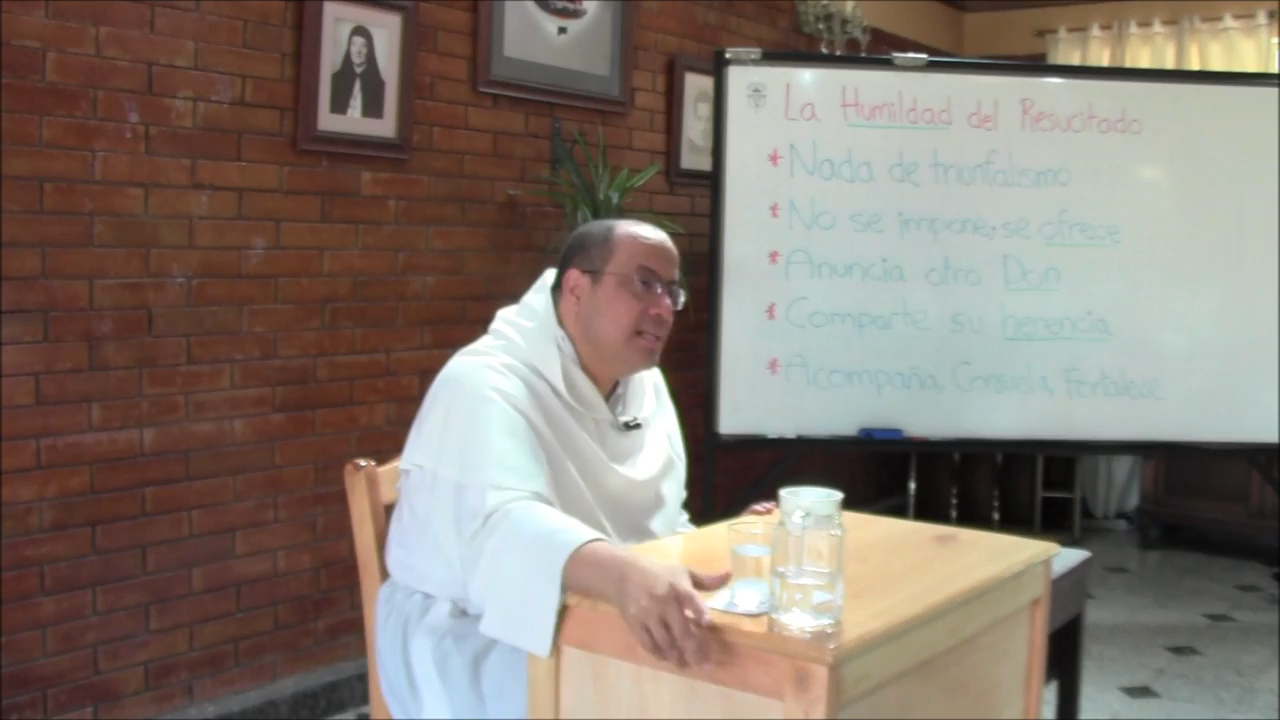 La Humildad del Resucitado
* Nada de triunfalismo
* No se impone; se ofrece
* Anuncia otro Don
* Comparte su herencia
* Acompaña, Consuela, Fortalece